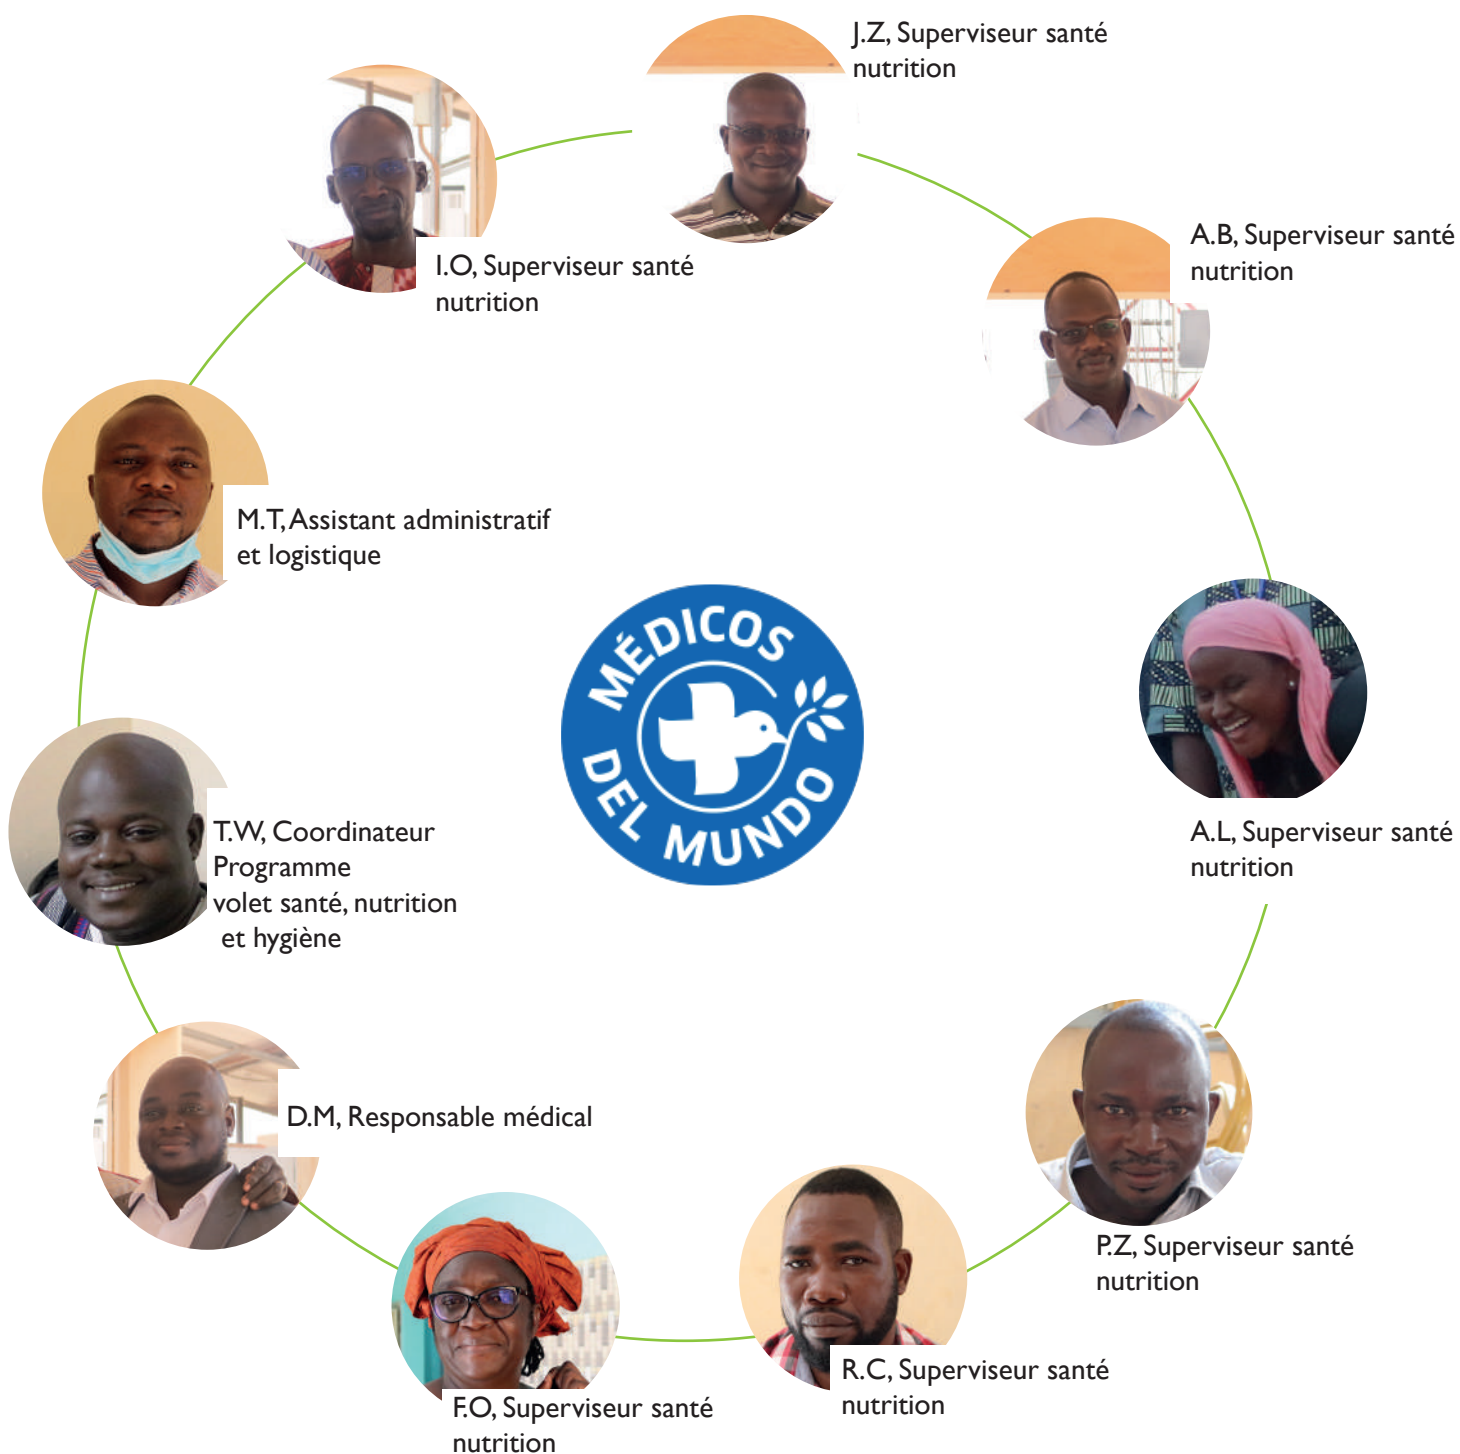 J.Z, Superviseur santé
nutrition
A.B, Superviseur santé
nutrition
I.O, Superviseur santé
nutrition
M.T, Assistant administratif
et logistique
MÉDICOS
DEL MUNDO
T.W, Coordinateur
Programme
volet santé, nutrition
et hygiène
A.L, Superviseur santé
nutrition
D.M, Responsable médical
P.Z, Superviseur santé
nutrition
R.C, Superviseur santé
nutrition
F.O, Superviseur santé
nutrition